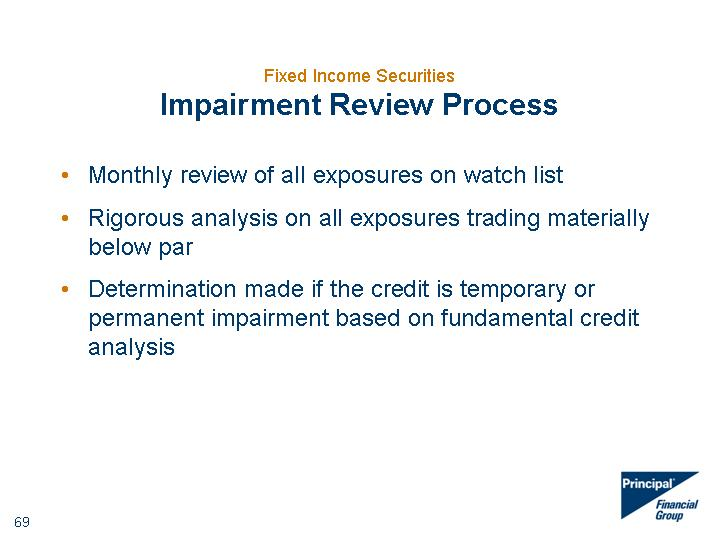 Fixed Income Securities
Impairment Review Process
• Monthly review of all exposures on watch list
• Rigorous analysis on all exposures trading materially
below par
• Determination made if the credit is temporary or
permanent impairment based on fundamental credit
analysis
Principal®
Financial
Group
69